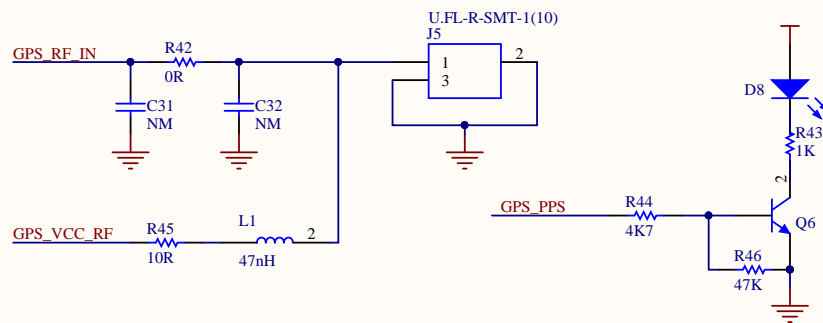 U.FL-R-SMT-1(10)
J5
GPS_RF_IN
R42
0R
1
3
2
C31
NM
C32
NM
D8
R43
1K
2
GPS_PPS
R44
4K7
Q6
R46
47K
GPS_VCC_RF
R45
10R
L1
47nH
2